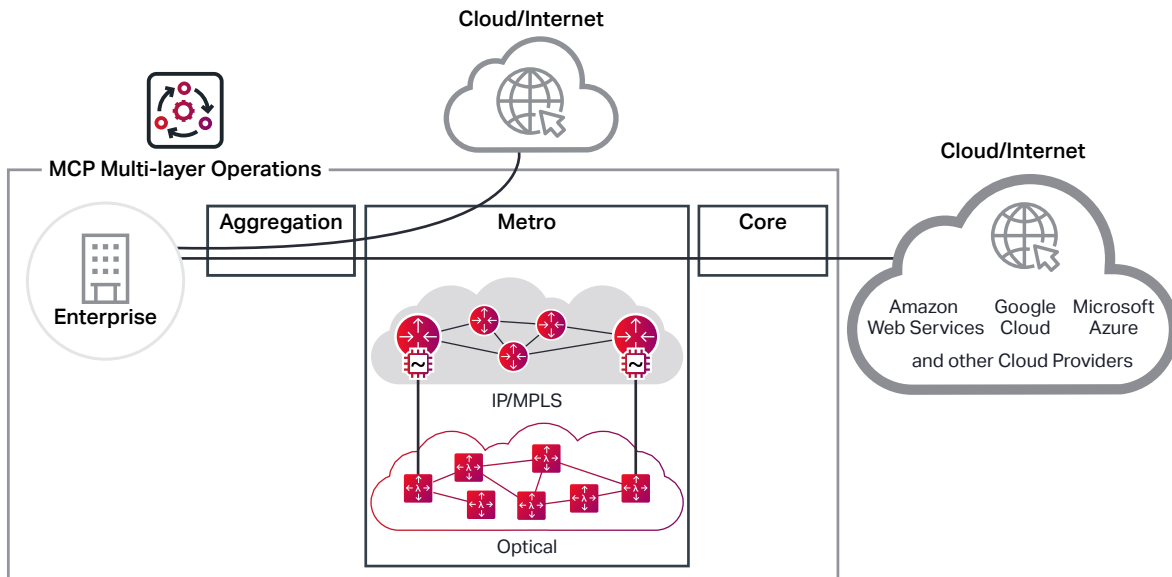 Cloud/Internet
MCP Multi-layer Operations
Cloud/Internet
Aggregation
Metro
Core
Enterprise
Amazon
Web Services
Google
Cloud
Microsoft
Azure
and other Cloud Providers
~
~
IP/MPLS
λ
λ
λ
λ
λ
λ
λ
Optical